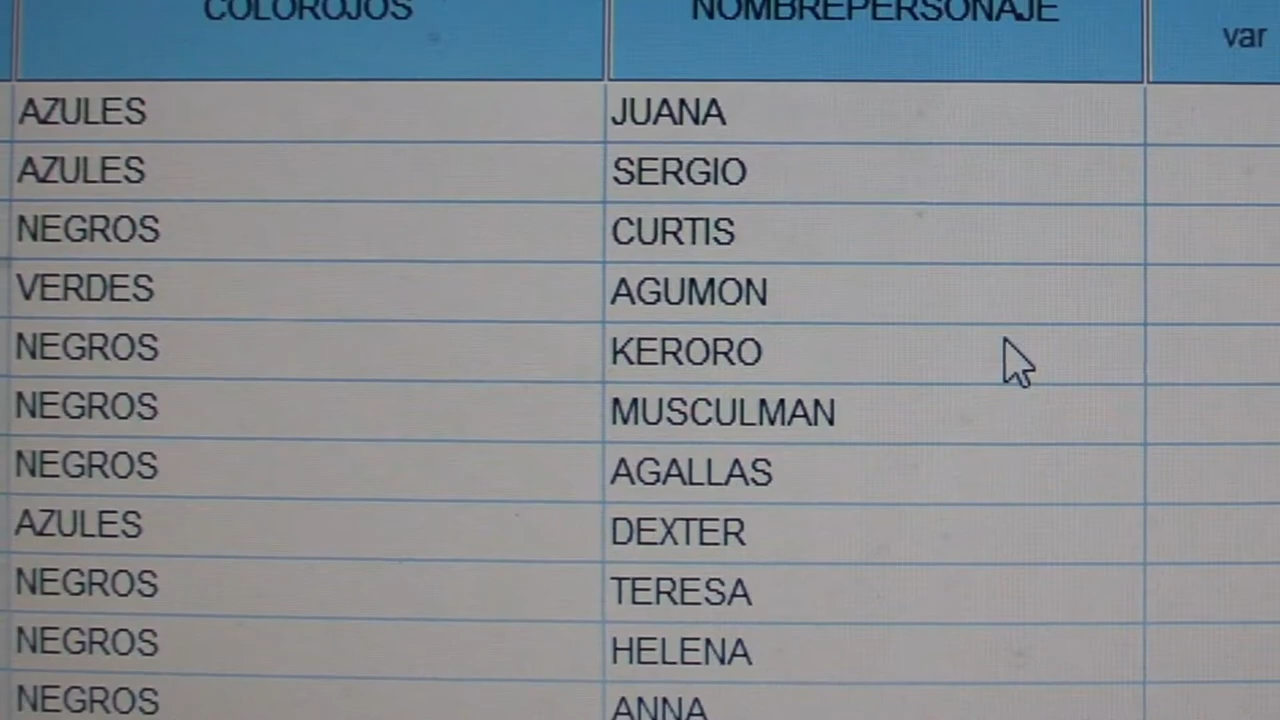 COLOROJOS NOMBREPERSONAJE var
AZULES JUANA
AZULES SERGIO
NEGROS CURTIS
VERDES AGUMON
NEGROS KERORO
NEGROS MUSCULMAN
NEGROS AGALLAS
AZULES DEXTER
NEGROS TERESA
NEGROS HELENA
NEGROS ANNA